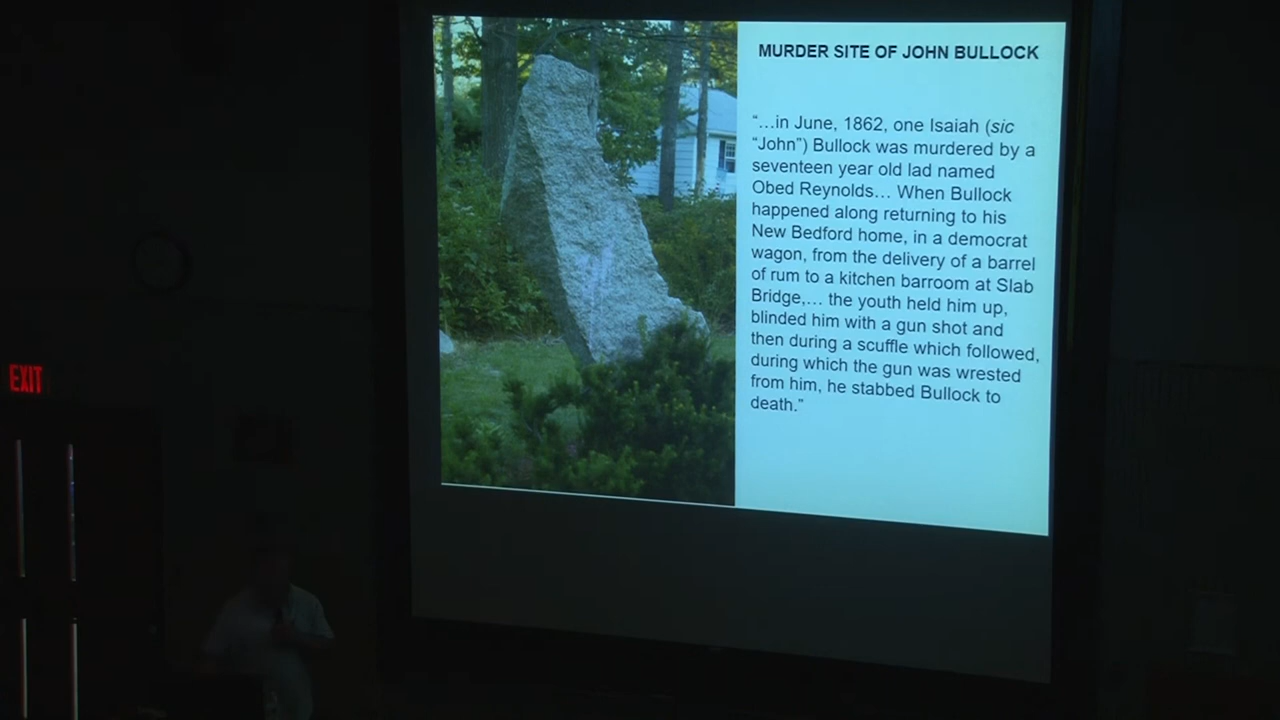 MURDER SITE OF JOHN BULLOCK
“…in June, 1862, one Isaiah (sic
“John”) Bullock was murdered by a
seventeen year old lad named
Obed Reynolds… When Bullock
happened along returning to his
New Bedford home, in a democrat
wagon, from the delivery of a barrel
of rum to a kitchen barroom at Slab
Bridge,… the youth held him up,
blinded him with a gun shot and
then during a scuffle which followed,
during which the gun was wrested
from him, he stabbed Bullock to
death.”
EXIT